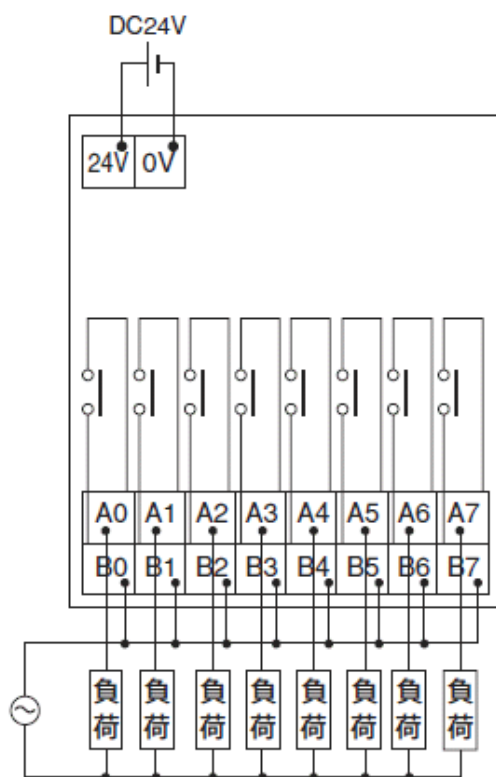 DC24V
24V 0V
A0 A1 A2 A3 A4 A5 A6 A7
B0 B1 B2 B3 B4 B5 B6 B7
負荷 負荷 負荷 負荷 負荷 負荷 負荷 負荷